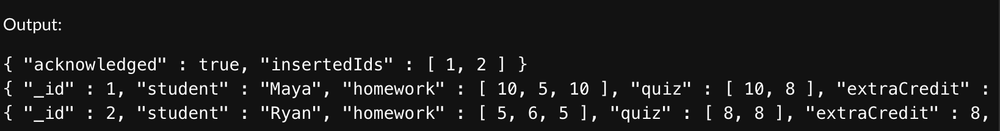 Output:
{ "acknowledged" : true, "insertedIds" : [ 1, 2 ] }
{ "_id" : 1, "student" : "Maya", "homework" : [ 10, 5, 10 ], "quiz" : [ 10, 8 ], "extraCredit" :
{ "_id" : 2, "student" : "Ryan", "homework" : [ 5, 6, 5 ], "quiz" : [ 8, 8 ], "extraCredit" : 8,